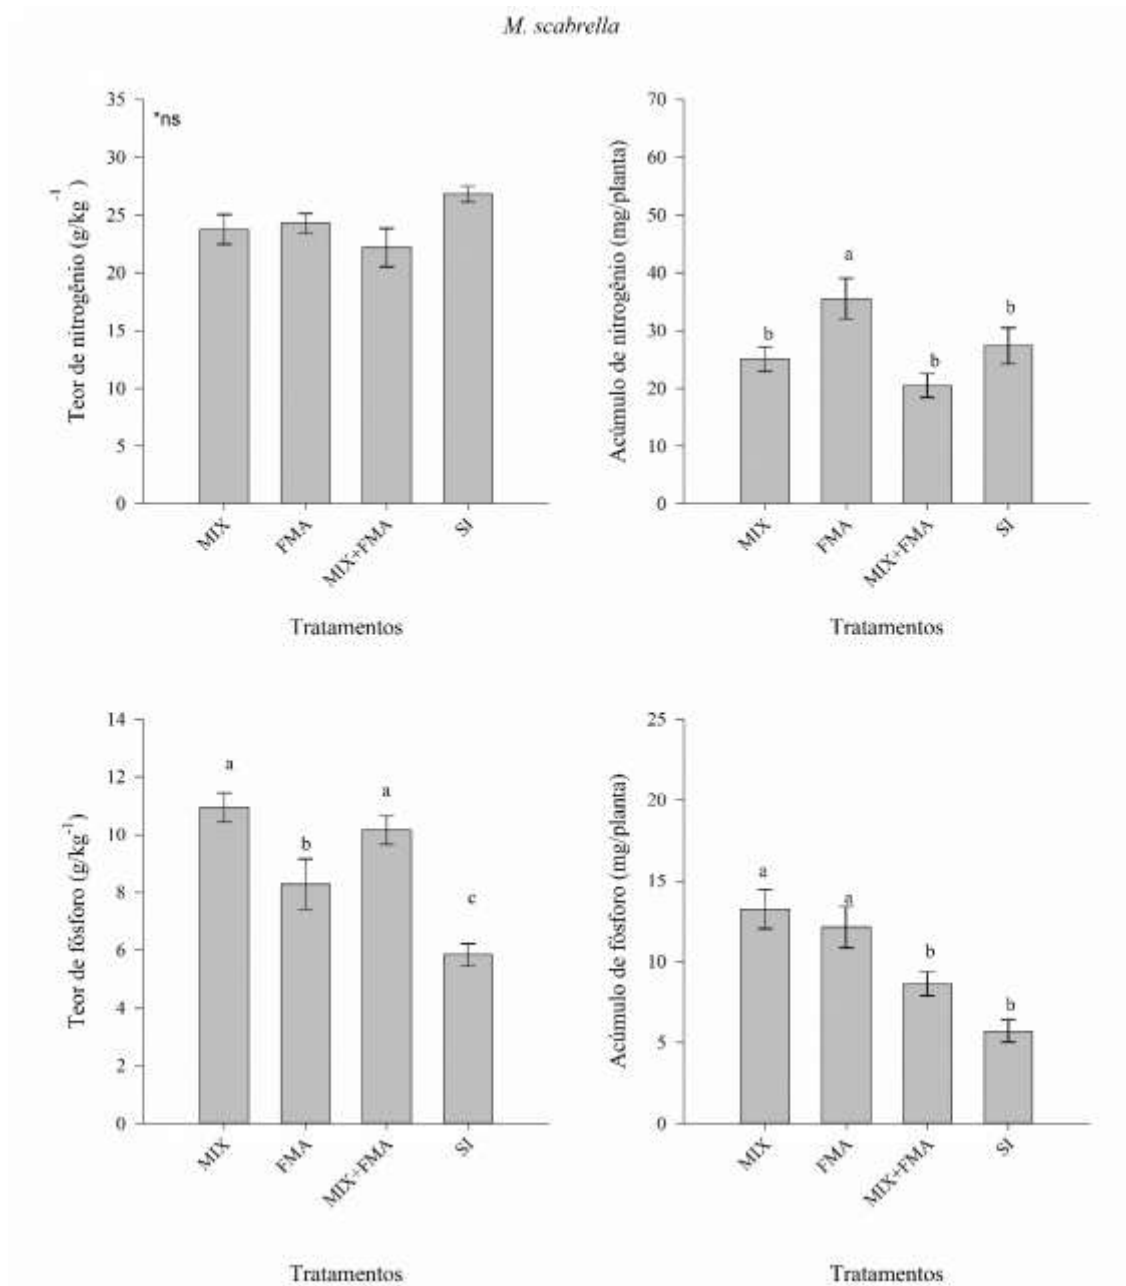 M. scabrella
35
30
25
20
15
10
5
0
*ns
Teor de nitrogênio (g/kg⁻¹)
MIX
FMA
MIX+FMA
SI
Tratamentos
70
60
50
40
30
20
10
0
Acúmulo de nitrogênio (mg/planta)
b
a
b
b
MIX
FMA
MIX+FMA
SI
Tratamentos
14
12
10
8
6
4
2
0
Teor de fósforo (g/kg⁻¹)
a
b
a
c
MIX
FMA
MIX+FMA
SI
Tratamentos
25
20
15
10
5
0
Acúmulo de fósforo (mg/planta)
a
a
b
b
MIX
FMA
MIX+FMA
SI
Tratamentos